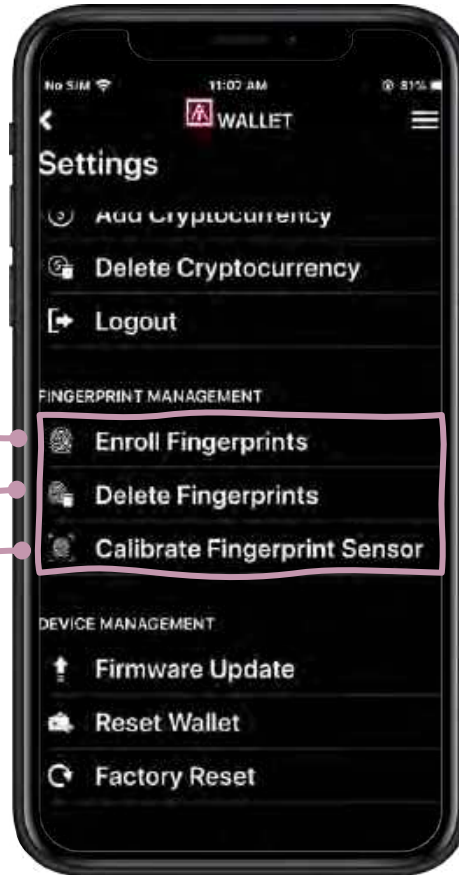 No SIM 11:07 AM 81%
WALLET
Settings
Add Cryptocurrency
Delete Cryptocurrency
Logout
FINGERPRINT MANAGEMENT
Enroll Fingerprints
Delete Fingerprints
Calibrate Fingerprint Sensor
DEVICE MANAGEMENT
Firmware Update
Reset Wallet
Factory Reset